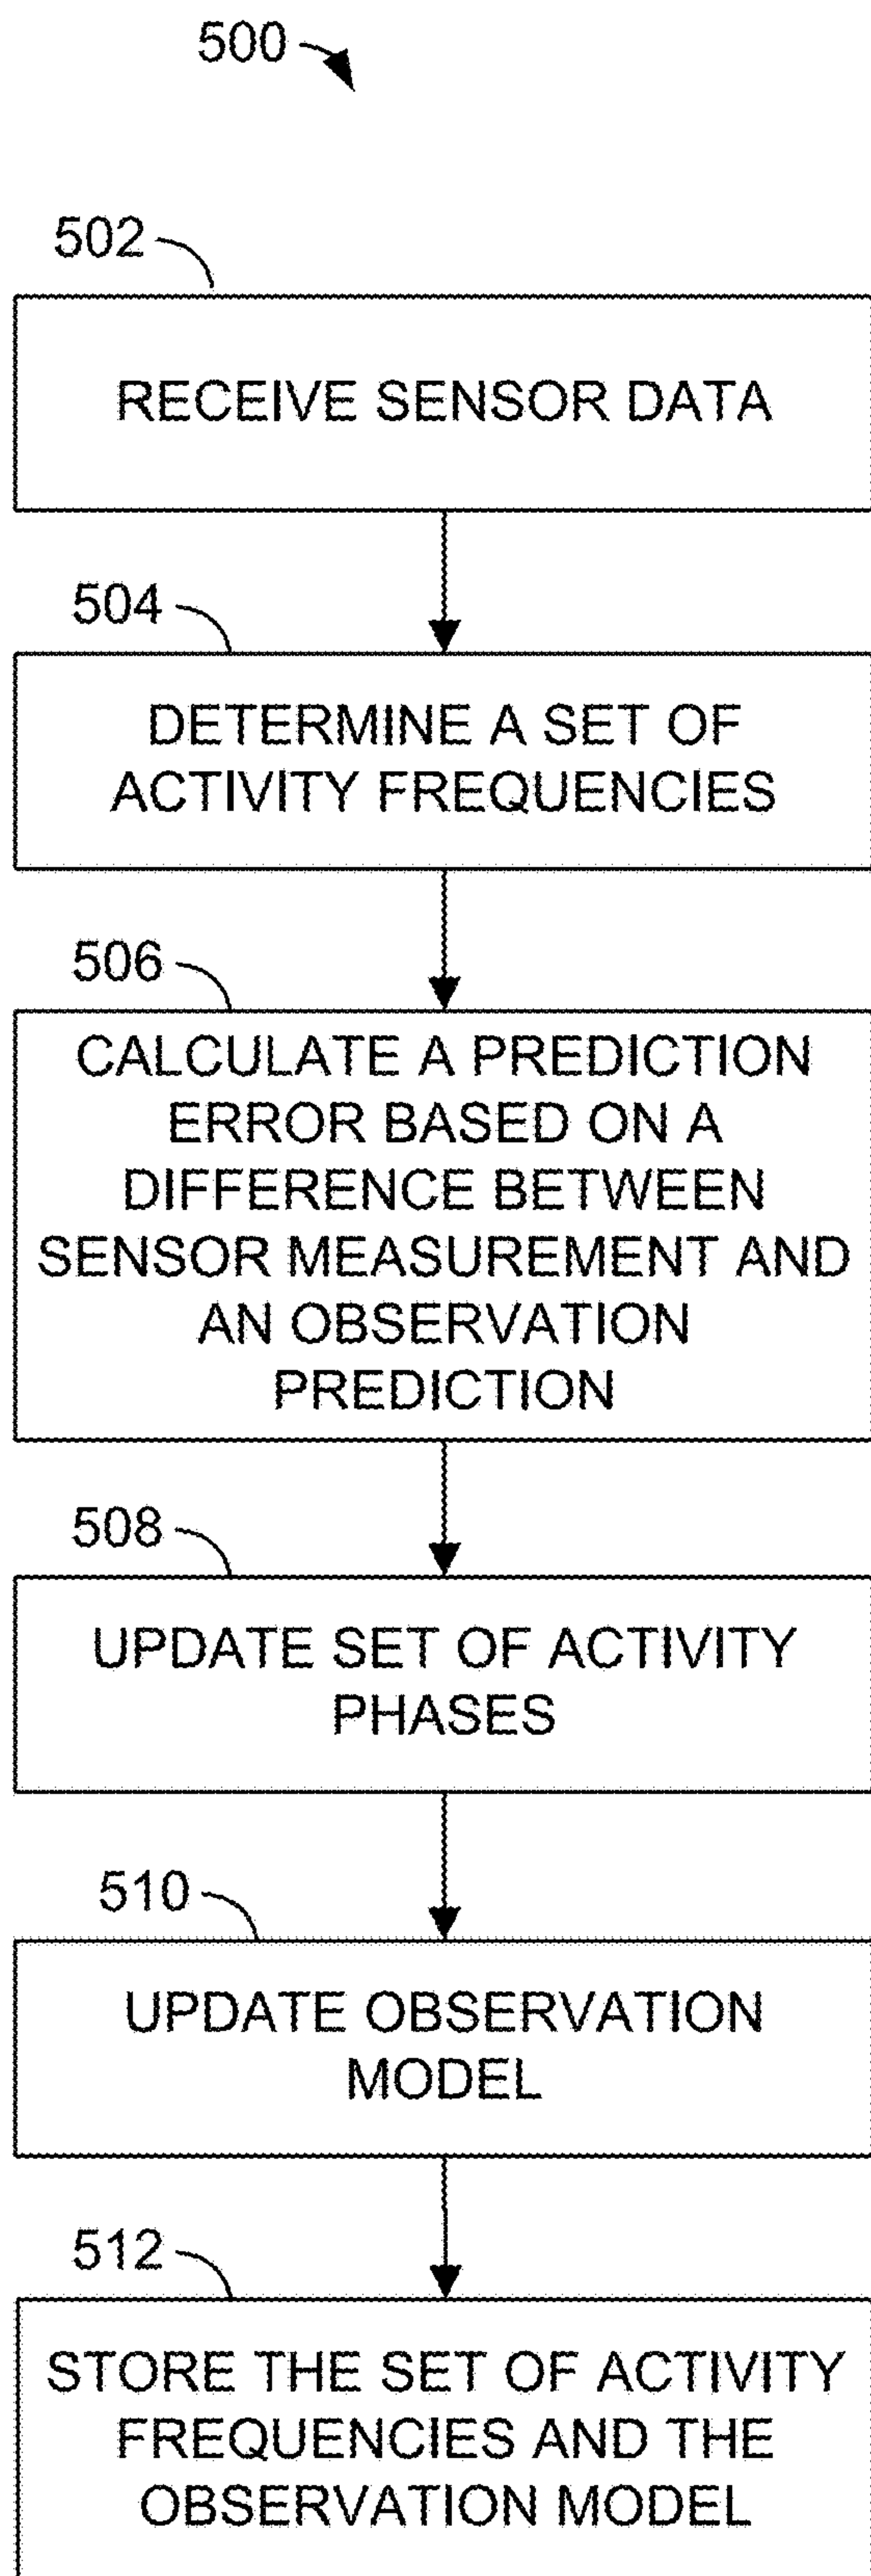 500
502
RECEIVE SENSOR DATA
504
DETERMINE A SET OF
ACTIVITY FREQUENCIES
506
CALCULATE A PREDICTION
ERROR BASED ON A
DIFFERENCE BETWEEN
SENSOR MEASUREMENT AND
AN OBSERVATION
PREDICTION
508
UPDATE SET OF ACTIVITY
PHASES
510
UPDATE OBSERVATION
MODEL
512
STORE THE SET OF ACTIVITY
FREQUENCIES AND THE
OBSERVATION MODEL